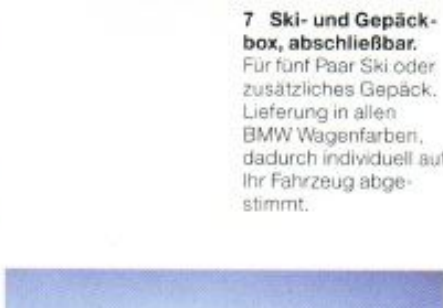 7 Ski- und Gepäck-
box, abschließbar.
Für fünf Paar Ski oder
zusätzliches Gepäck.
Lieferung in allen
BMW Wagenfarben,
dadurch individuell auf
Ihr Fahrzeug abge-
stimmt.